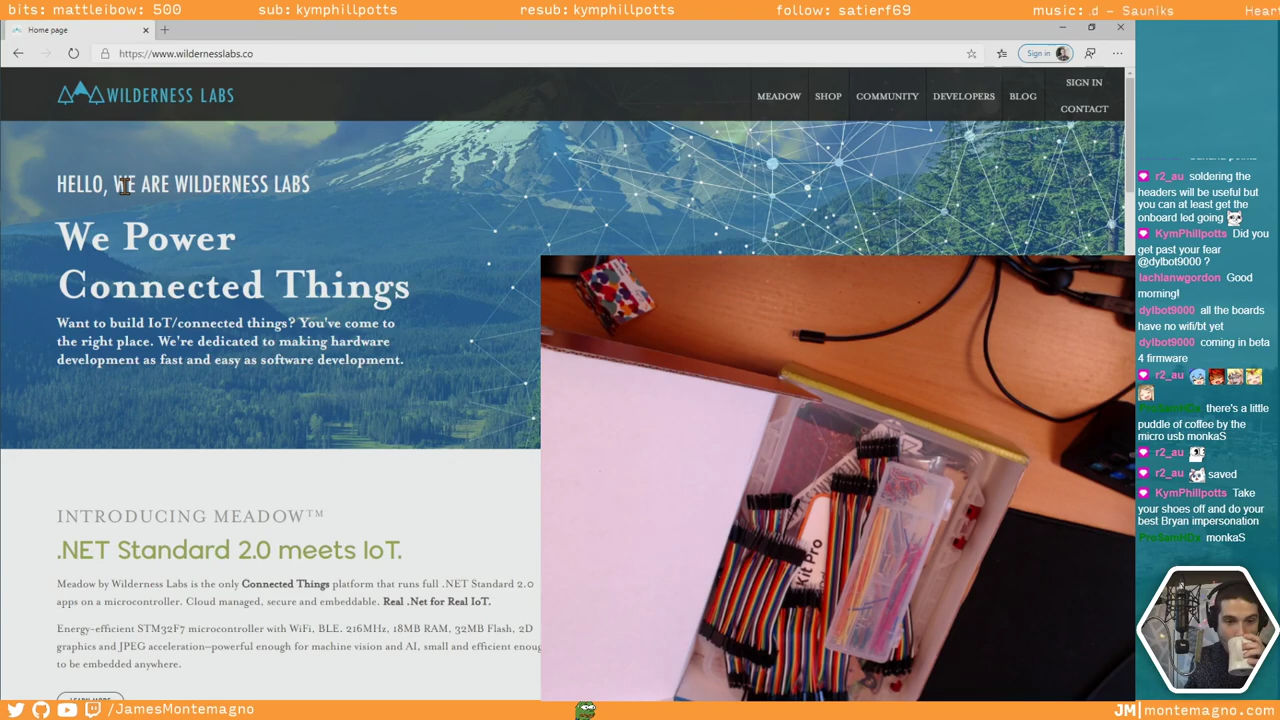 bits: mattleibow: 500
sub: kymphillpotts
resub: kymphillpotts
follow: satierf69
music: .d – Sauniks
Heart
Home page
https://www.wildernesslabs.co
Sign in
WILDERNESS LABS
MEADOW
SHOP
COMMUNITY
DEVELOPERS
BLOG
SIGN IN
CONTACT
HELLO, WE ARE WILDERNESS LABS
We Power
Connected Things
Want to build IoT/connected things? You've come to
the right place. We're dedicated to making hardware
development as fast and easy as software development.
INTRODUCING MEADOW™
.NET Standard 2.0 meets IoT.
Meadow by Wilderness Labs is the only Connected Things platform that runs full .NET Standard 2.0
apps on a microcontroller. Cloud managed, secure and embeddable. Real .Net for Real IoT.
Energy-efficient STM32F7 microcontroller with WiFi, BLE. 216MHz, 18MB RAM, 32MB Flash, 2D
graphics and JPEG acceleration—powerful enough for machine vision and AI, small and efficient enoug
to be embedded anywhere.
Kit Pro
r2_au soldering the
headers will be useful but
you can at least get the
onboard led going
KymPhillpotts Did you
get past your fear
@dylbot9000 ?
lachlanwgordon Good
morning!
dylbot9000 all the boards
have no wifi/bt yet
dylbot9000 coming in beta
4 firmware
r2_au
ProSamHDx there's a little
puddle of coffee by the
micro usb monkaS
r2_au
r2_au saved
KymPhillpotts Take
your shoes off and do your
best Bryan impersonation
ProSamHDx monkaS
/JamesMontemagno
JM montemagno.com